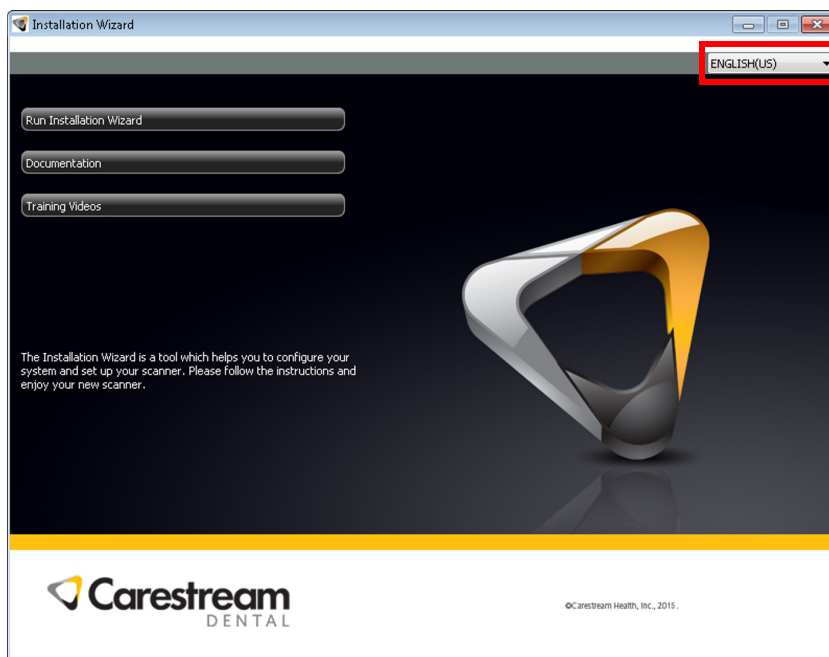 Installation Wizard
ENGLISH(US)
Run Installation Wizard
Documentation
Training Videos
The Installation Wizard is a tool which helps you to configure your
system and set up your scanner. Please follow the instructions and
enjoy your new scanner.
Carestream
DENTAL
©Carestream Health, Inc., 2015.